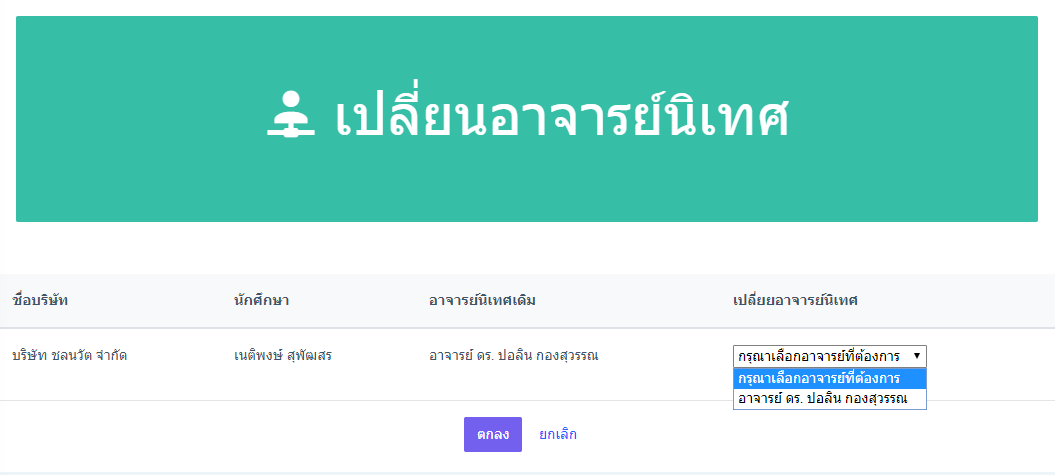 เปลี่ยนอาจารย์นิเทศ
ชื่อบริษัท นักศึกษา อาจารย์นิเทศเดิม เปลี่ยยอาจารย์นิเทศ
บริษัท ชลนวัต จำกัด เนติพงษ์ สุพัฒสร อาจารย์ ดร. ปอลิน กองสุวรรณ กรุณาเลือกอาจารย์ที่ต้องการ
กรุณาเลือกอาจารย์ที่ต้องการ
อาจารย์ ดร. ปอลิน กองสุวรรณ
ตกลง ยกเลิก